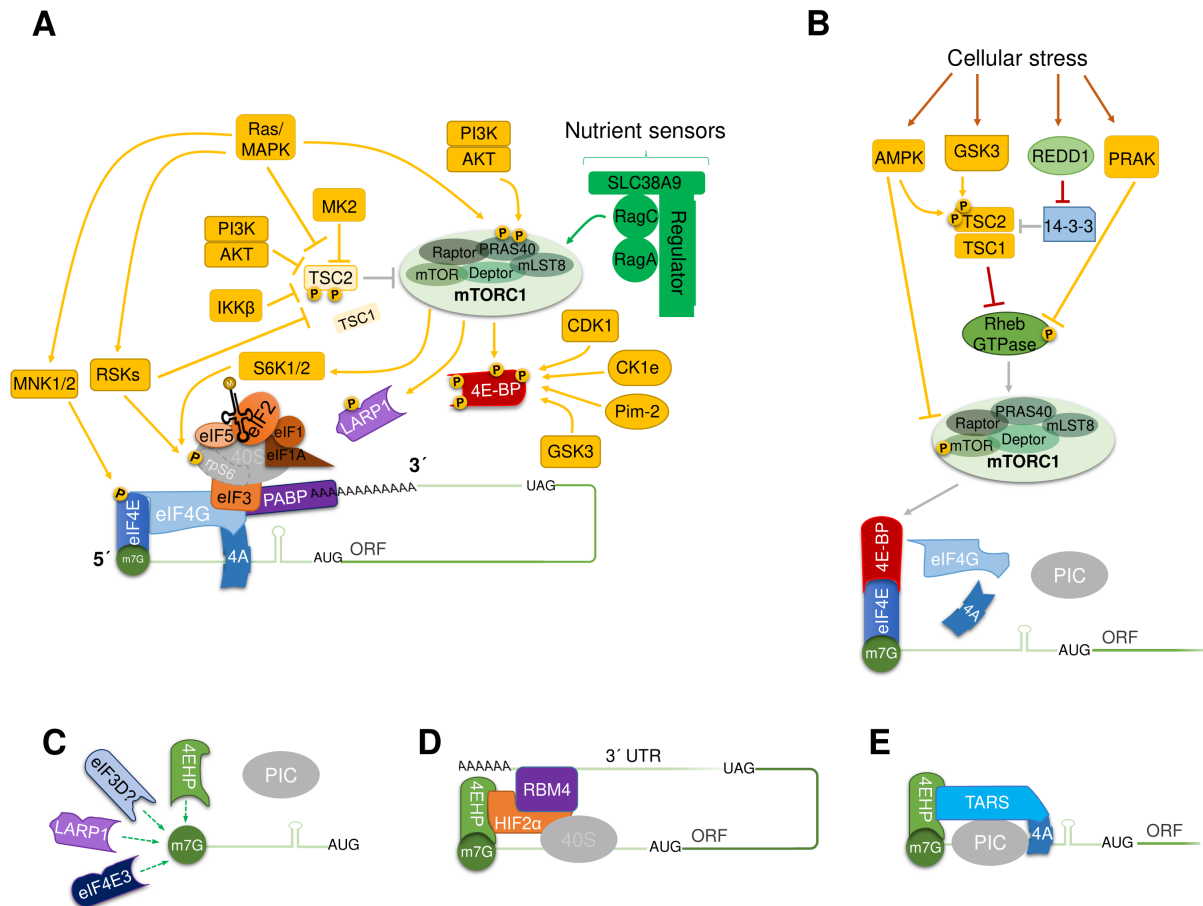 A
Ras/
MAPK
PI3K
AKT
Nutrient sensors
SLC38A9
RagC
RagA
Regulator
MK2
PI3K
AKT
P
P
PRAS40
Raptor
mLST8
mTOR
Deptor
mTORC1
TSC2
P
P
TSC1
IKKβ
CDK1
MNK1/2
RSKs
S6K1/2
P
P
P
P
4E-BP
CK1e
Pim-2
GSK3
P
LARP1
M
eIF2
eIF5
eIF1
eIF1A
40S
rpS6
P
eIF3
PABP
AAAAAAAAAAAA
3´
UAG
P
eIF4E
eIF4G
4A
5´
m7G
AUG
ORF
B
Cellular stress
AMPK
GSK3
REDD1
PRAK
P
P
TSC2
TSC1
14-3-3
Rheb
GTPase
P
PRAS40
Raptor
mLST8
P
mTOR
Deptor
mTORC1
4E-BP
eIF4E
eIF4G
4A
PIC
m7G
AUG
ORF
C
eIF3D?
4EHP
PIC
LARP1
m7G
AUG
eIF4E3
D
AAAAAA
3´ UTR
UAG
4EHP
RBM4
HIF2α
40S
m7G
AUG
ORF
E
4EHP
TARS
PIC
4A
m7G
AUG
ORF